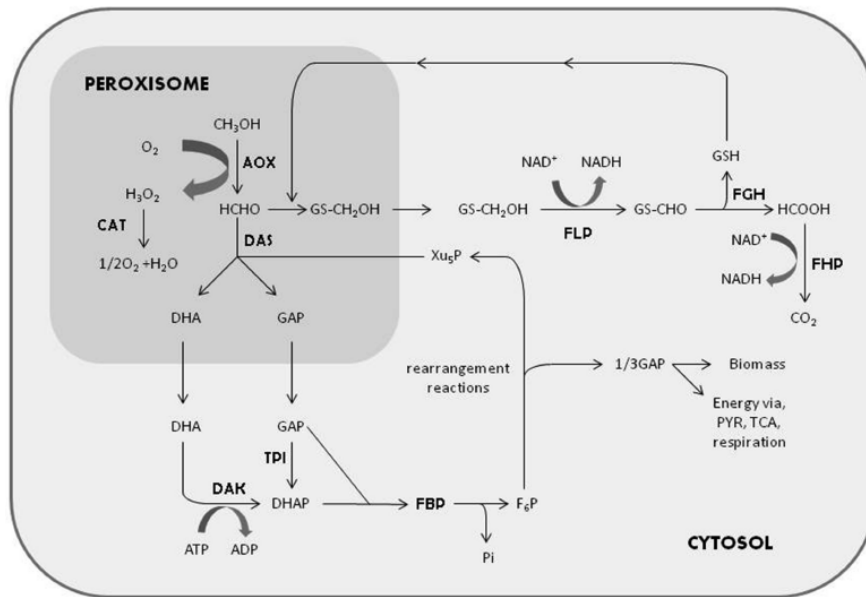 PEROXISOME
CH₃OH
O₂
AOX
NAD⁺ NADH
GSH
H₂O₂
FGH
HCHO GS-CH₂OH GS-CH₂OH GS-CHO HCOOH
CAT
DAS
FLP
NAD⁺
1/2O₂ +H₂O
Xu₅P
FHP
NADH
DHA GAP
CO₂
rearrangement
reactions
1/3GAP Biomass
Energy via,
PYR, TCA,
respiration
DHA GAP
TPI
DAK
DHAP FBP F₆P
ATP ADP
Pi
CYTOSOL